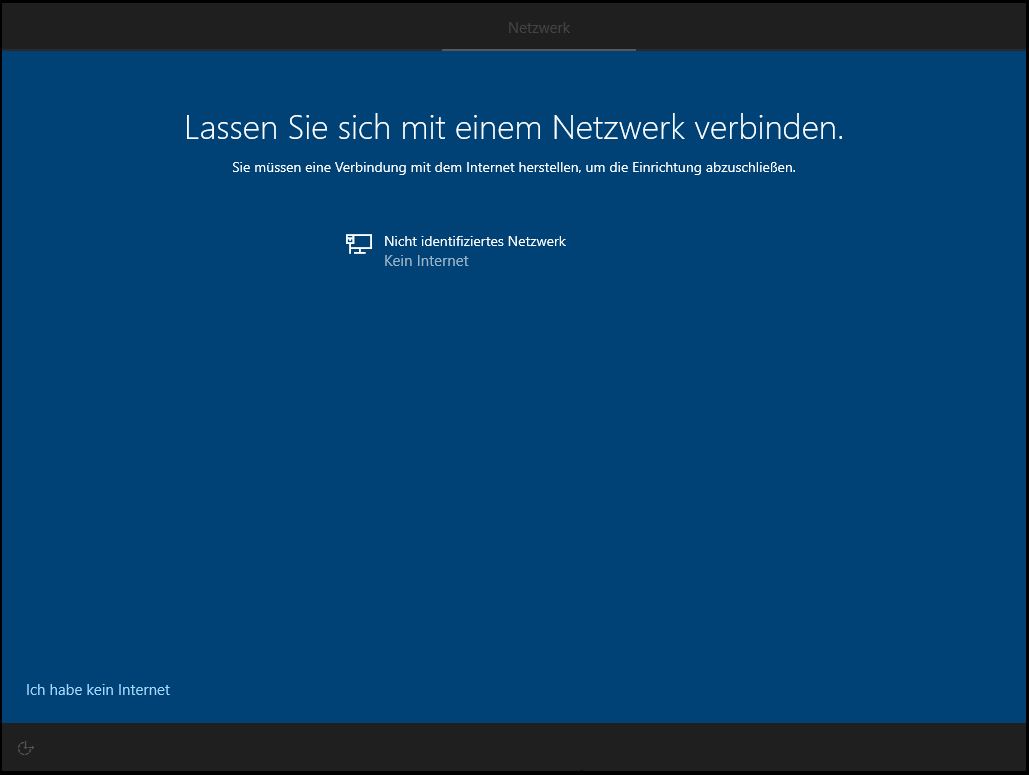 Netzwerk
Lassen Sie sich mit einem Netzwerk verbinden.
Sie müssen eine Verbindung mit dem Internet herstellen, um die Einrichtung abzuschließen.
Nicht identifiziertes Netzwerk
Kein Internet
Ich habe kein Internet